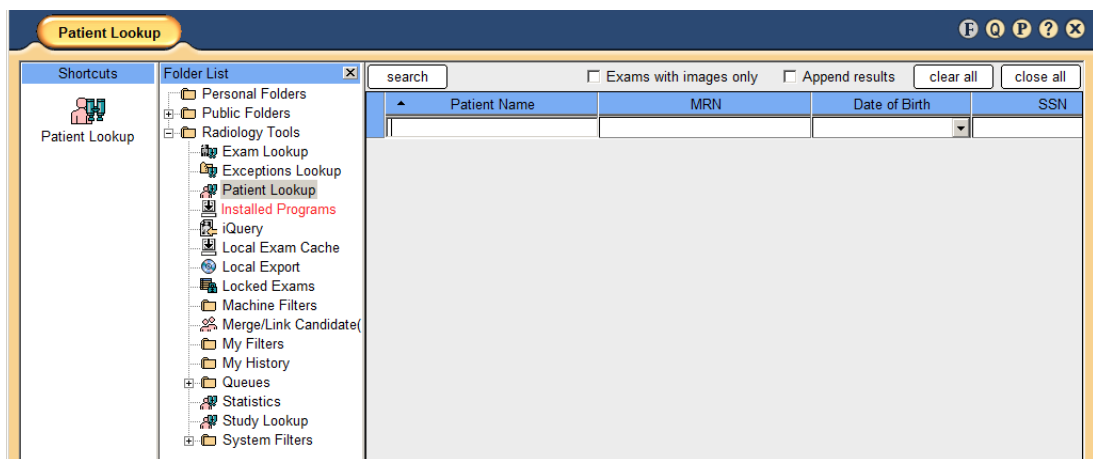 Patient Lookup
F Q P ? X
Shortcuts
Patient Lookup
Folder List
Personal Folders
Public Folders
Radiology Tools
Exam Lookup
Exceptions Lookup
Patient Lookup
Installed Programs
iQuery
Local Exam Cache
Local Export
Locked Exams
Machine Filters
Merge/Link Candidate(
My Filters
My History
Queues
Statistics
Study Lookup
System Filters
search Exams with images only Append results clear all close all
Patient Name MRN Date of Birth SSN